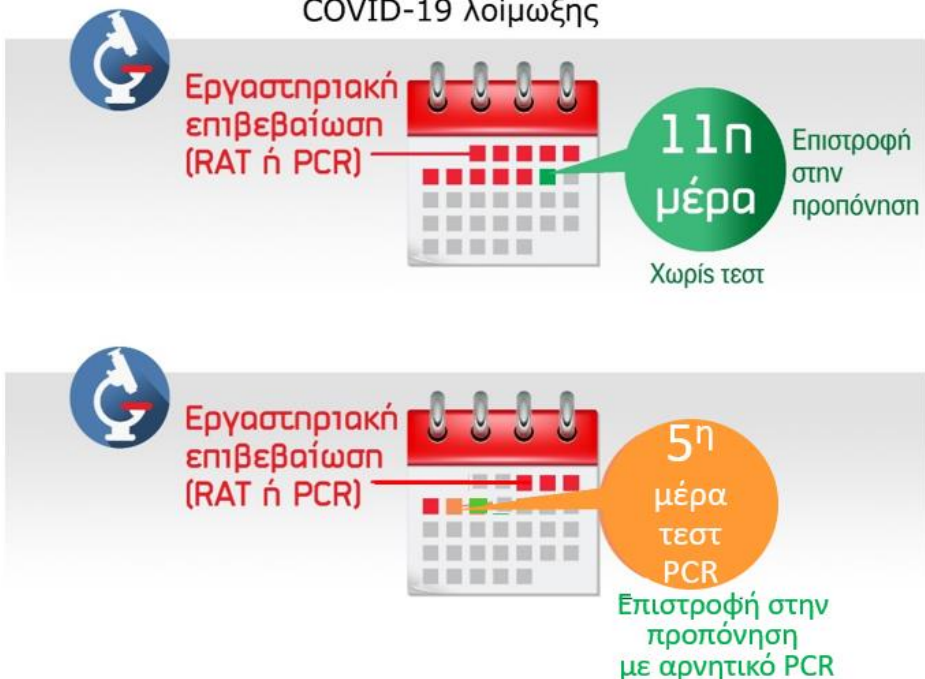 COVID-19 λοίμωξης
Εργαστηριακή
επιβεβαίωση
(RAT ή PCR)
11η
μέρα
Επιστροφή
στην
προπόνηση
Χωρίς τεστ
Εργαστηριακή
επιβεβαίωση
(RAT ή PCR)
5η
μέρα
τεστ
PCR
Επιστροφή στην
προπόνηση
με αρνητικό PCR